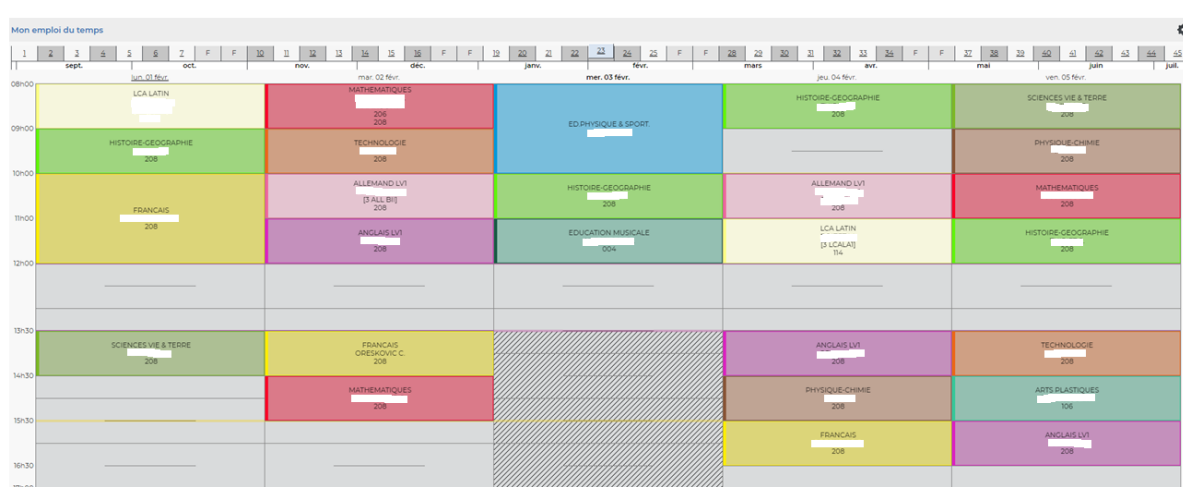 Mon emploi du temps
1 2 3 4 5 6 7 F F 10 11 12 13 14 15 16 F F 19 20 21 22 23 24 25 F F 28 29 30 31 32 33 34 F F 37 38 39 40 41 42 43 44 45
sept. oct. nov. déc. janv. févr. mars avr. mai juin juil.
lun. 01 févr. mar. 02 févr. mer. 03 févr. jeu. 04 févr. ven. 05 févr.
08h00
09h00
10h00
11h00
12h00
13h30
14h30
15h30
16h30
LCA LATIN
HISTOIRE-GEOGRAPHIE
208
FRANCAIS
208
SCIENCES VIE & TERRE
208
MATHEMATIQUES
206
208
TECHNOLOGIE
208
ALLEMAND LV1
[3 ALL BI1]
208
ANGLAIS LV1
208
FRANCAIS
ORESKOVIC C.
208
MATHEMATIQUES
208
ED.PHYSIQUE & SPORT.
HISTOIRE-GEOGRAPHIE
208
EDUCATION MUSICALE
004
HISTOIRE-GEOGRAPHIE
208
ALLEMAND LV1
208
LCA LATIN
[3 LCALA1]
114
ANGLAIS LV1
208
PHYSIQUE-CHIMIE
208
FRANCAIS
208
SCIENCES VIE & TERRE
208
PHYSIQUE-CHIMIE
208
MATHEMATIQUES
208
HISTOIRE-GEOGRAPHIE
208
TECHNOLOGIE
208
ARTS PLASTIQUES
106
ANGLAIS LV1
208